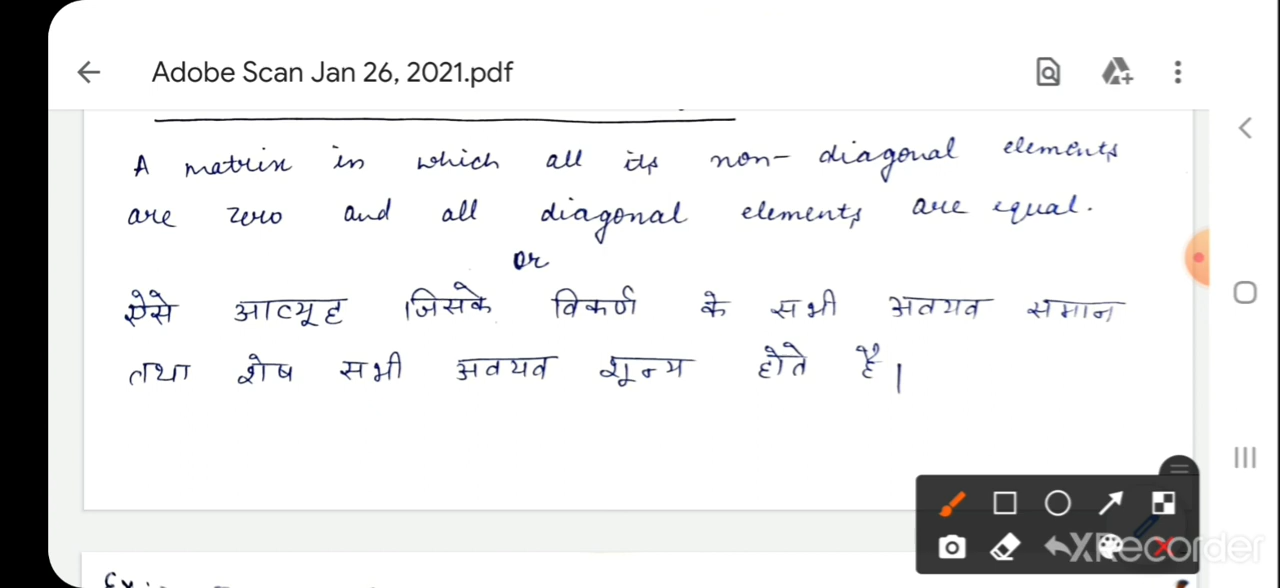 Adobe Scan Jan 26, 2021.pdf
A matrix in which all its non-diagonal elements
are zero and all diagonal elements are equal.
or
ऐसे आव्यूह जिसके विकर्ण के सभी अवयव समान
तथा शेष सभी अवयव शून्य होते है।
XRecorder